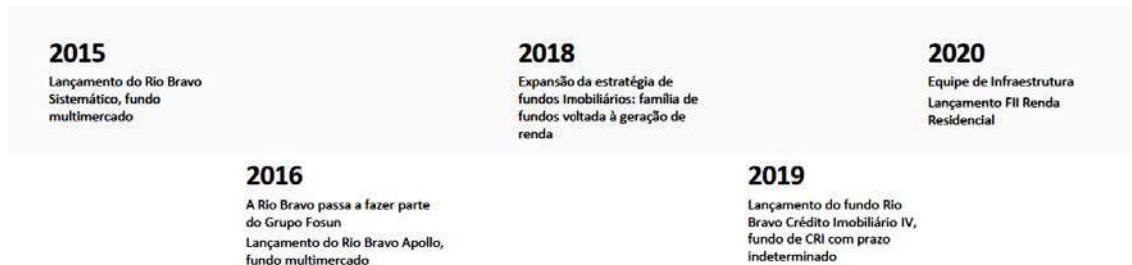 2015
Lançamento do Rio Bravo
Sistemático, fundo
multimercado
2016
A Rio Bravo passa a fazer parte
do Grupo Fosun
Lançamento do Rio Bravo Apollo,
fundo multimercado
2018
Expansão da estratégia de
fundos Imobiliários: família de
fundos voltada à geração de
renda
2019
Lançamento do fundo Rio
Bravo Crédito Imobiliário IV,
fundo de CRI com prazo
indeterminado
2020
Equipe de Infraestrutura
Lançamento FII Renda
Residencial